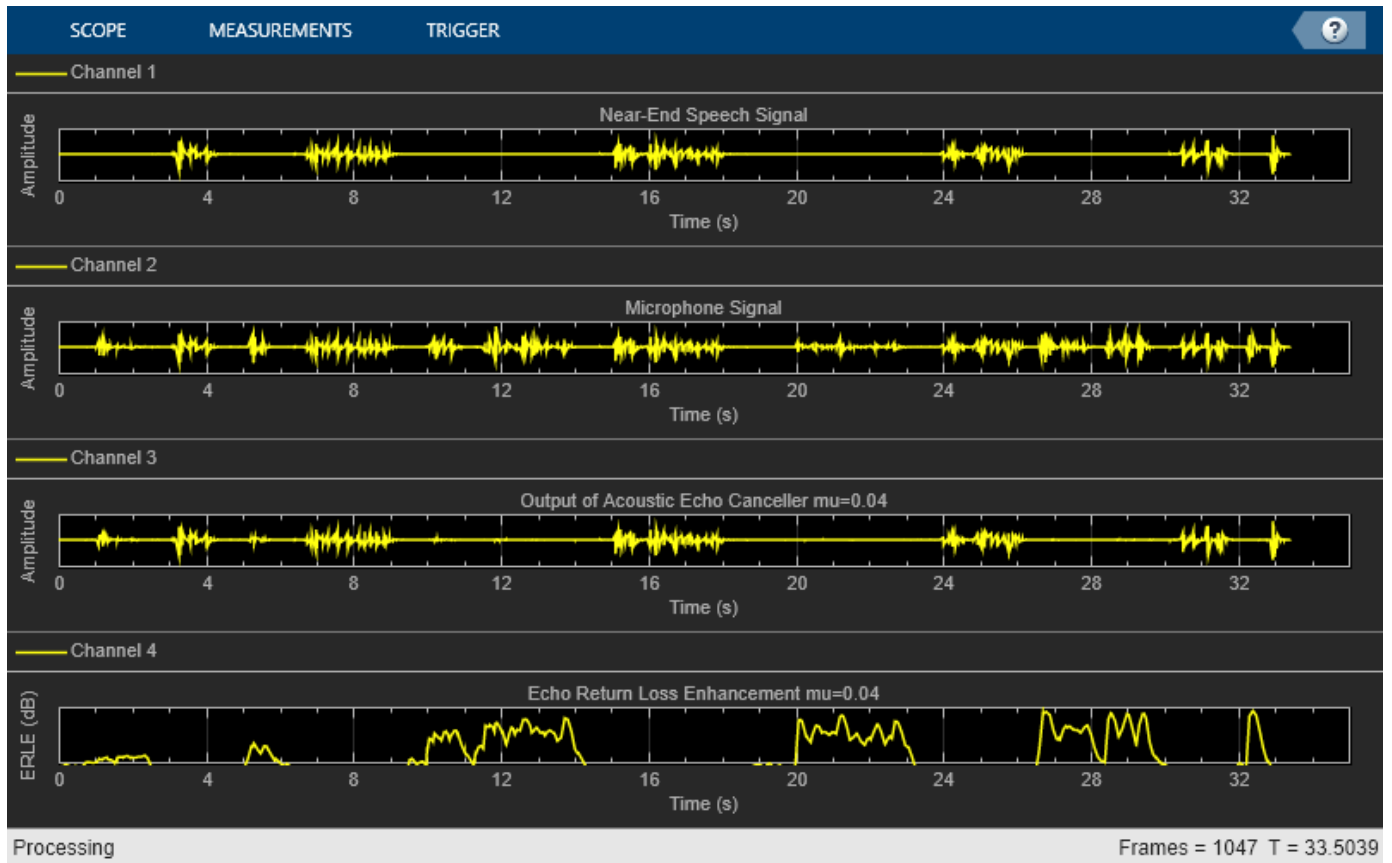 SCOPE MEASUREMENTS TRIGGER ?
Channel 1
Near-End Speech Signal
Amplitude
0 4 8 12 16 20 24 28 32
Time (s)
Channel 2
Microphone Signal
Amplitude
0 4 8 12 16 20 24 28 32
Time (s)
Channel 3
Output of Acoustic Echo Canceller mu=0.04
Amplitude
0 4 8 12 16 20 24 28 32
Time (s)
Channel 4
Echo Return Loss Enhancement mu=0.04
ERLE (dB)
0 4 8 12 16 20 24 28 32
Time (s)
Processing Frames = 1047 T = 33.5039